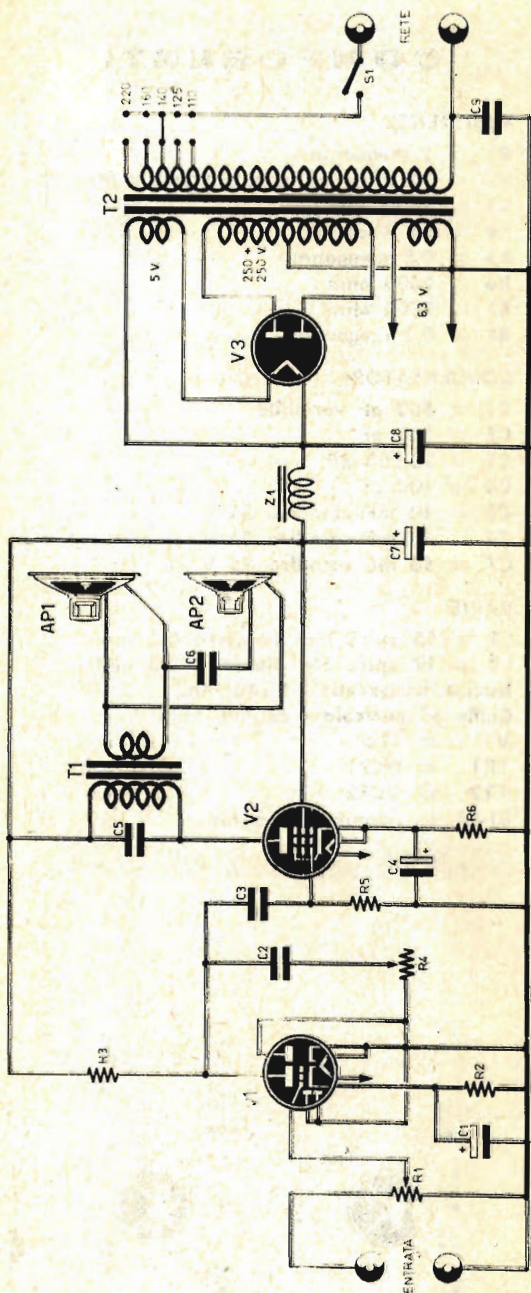 220
160
140
125
110
S1
RETE
T2
5 V.
250 +
250 V.
6,3 V.
C9
V3
Z1
C8
+
C7
+
AP1
AP2
C6
T1
C5
V2
C3
R5
C4
+
R6
R3
C2
R4
V1
R2
C1
+
R1
ENTRATA